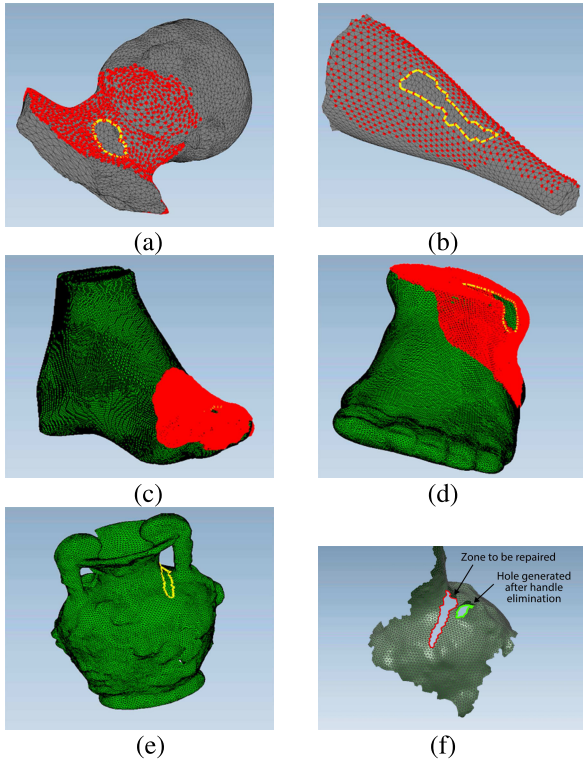 (a)
(b)
(c)
(d)
Zone to be repaired
Hole generated
after handle
elimination
(e)
(f)